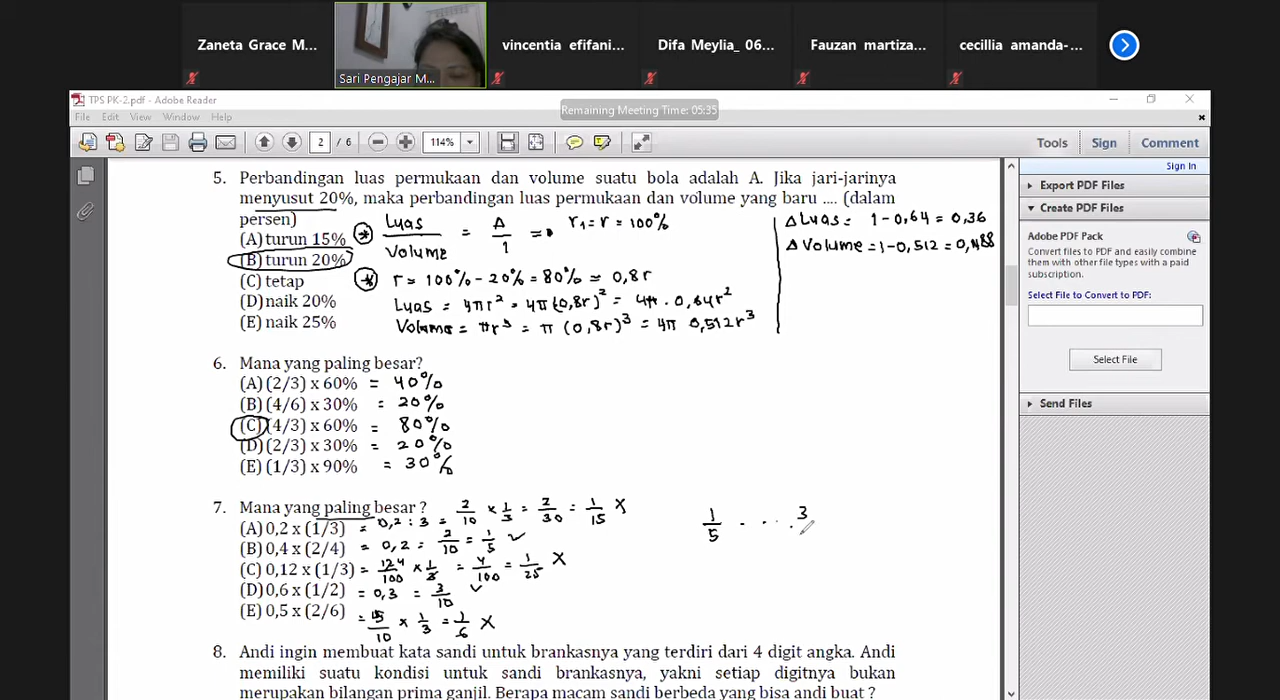 Zaneta Grace M...
Sari Pengajar M...
vincentia efifani...
Difa Meylia_ 06...
Fauzan martiza...
cecillia amanda-...
TPS PK-2.pdf - Adobe Reader
Remaining Meeting Time: 05:35
File Edit View Window Help
2 / 6 114%
Tools Sign Comment
Sign In
Export PDF Files
Create PDF Files
Adobe PDF Pack
Convert files to PDF and easily combine
them with other file types with a paid
subscription.
Select File to Convert to PDF:
Select File
Send Files
5. Perbandingan luas permukaan dan volume suatu bola adalah A. Jika jari-jarinya
menyusut 20%, maka perbandingan luas permukaan dan volume yang baru .... (dalam
persen)
(A) turun 15%
(B) turun 20%
(C) tetap
(D) naik 20%
(E) naik 25%
Luas/Volume = A/1 => r1 = r = 100%
r = 100% - 20% = 80% = 0,8r
Luas = 4πr² = 4π(0,8r)² = 4π . 0,64r²
Volume = πr³ = π (0,8r)³ = 4π 0,512r³
Δ Luas = 1 - 0,64 = 0,36
Δ Volume = 1 - 0,512 = 0,488
6. Mana yang paling besar?
(A) (2/3) x 60% = 40%
(B) (4/6) x 30% = 20%
(C) (4/3) x 60% = 80%
(D) (2/3) x 30% = 20%
(E) (1/3) x 90% = 30%
7. Mana yang paling besar ?
(A) 0,2 x (1/3) = 0,2 : 3 = 2/10 x 1/3 = 2/30 = 1/15 X
(B) 0,4 x (2/4) = 0,2 = 2/10 = 1/5 ✓
(C) 0,12 x (1/3) = 124/100 x 1/3 = 4/100 = 1/25 X
(D) 0,6 x (1/2) = 0,3 = 3/10 ✓
(E) 0,5 x (2/6) = 5/10 x 1/3 = 1/6 X
1/5 . . . . 3
8. Andi ingin membuat kata sandi untuk brankasnya yang terdiri dari 4 digit angka. Andi
memiliki suatu kondisi untuk sandi brankasnya, yakni setiap digitnya bukan
merupakan bilangan prima ganjil. Berapa macam sandi berbeda yang bisa andi buat ?